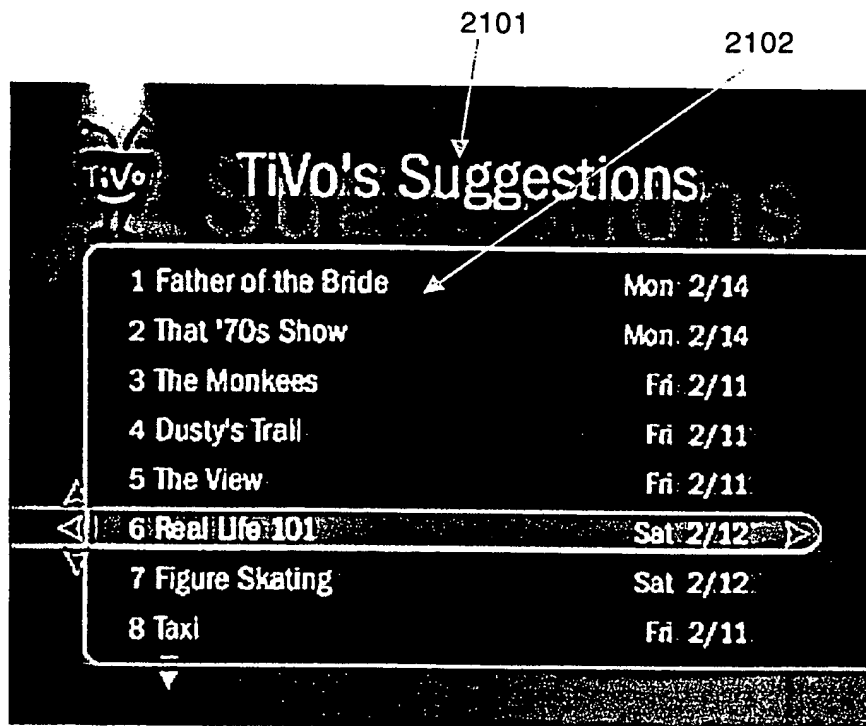 2101
2102
TiVo
TiVo's Suggestions
Suggestions
1 Father of the Bride Mon 2/14
2 That '70s Show Mon 2/14
3 The Monkees Fri 2/11
4 Dusty's Trail Fri 2/11
5 The View Fri 2/11
6 Real Life 101 Sat 2/12
7 Figure Skating Sat 2/12
8 Taxi Fri 2/11